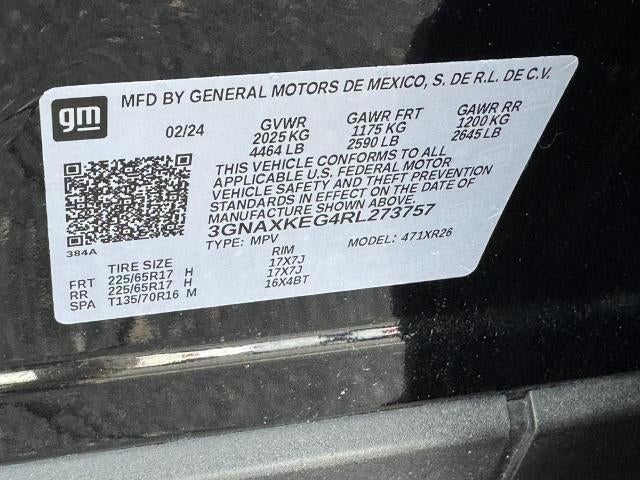 gm
MFD BY GENERAL MOTORS DE MEXICO, S. DE R.L. DE C.V.
02/24 GVWR GAWR FRT GAWR RR
2025 KG 1175 KG 1200 KG
4464 LB 2590 LB 2645 LB
THIS VEHICLE CONFORMS TO ALL
APPLICABLE U.S. FEDERAL MOTOR
VEHICLE SAFETY AND THEFT PREVENTION
STANDARDS IN EFFECT ON THE DATE OF
MANUFACTURE SHOWN ABOVE.
3GNAXKEG4RL273757
384A TYPE: MPV MODEL: 471XR26
TIRE SIZE RIM
FRT 225/65R17 H 17X7J
RR 225/65R17 H 17X7J
SPA T135/70R16 M 16X4BT